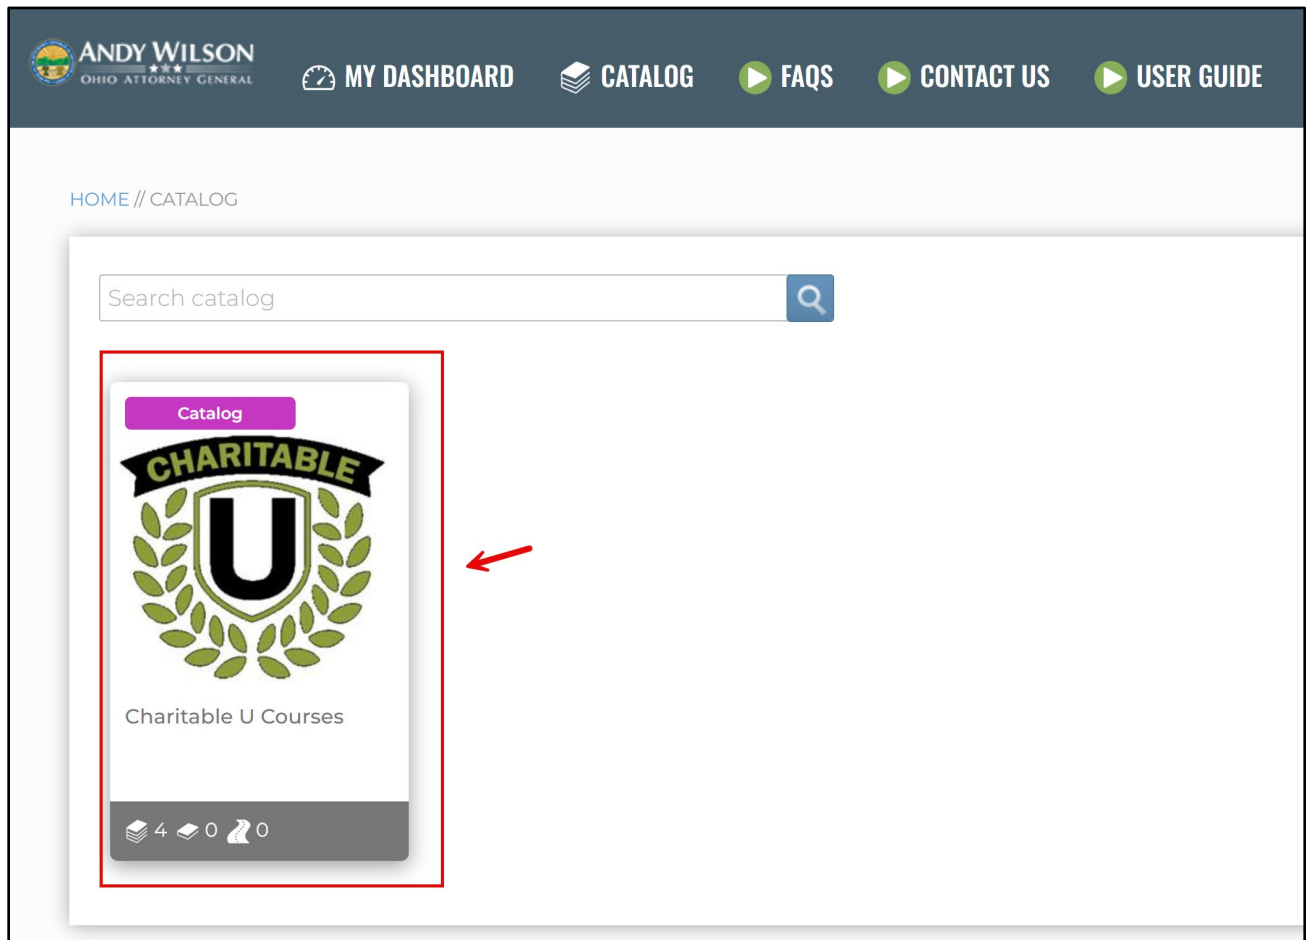 ANDY WILSON
OHIO ATTORNEY GENERAL
MY DASHBOARD
CATALOG
FAQS
CONTACT US
USER GUIDE
HOME // CATALOG
Search catalog
Catalog
CHARITABLE
U
Charitable U Courses
4 0 0